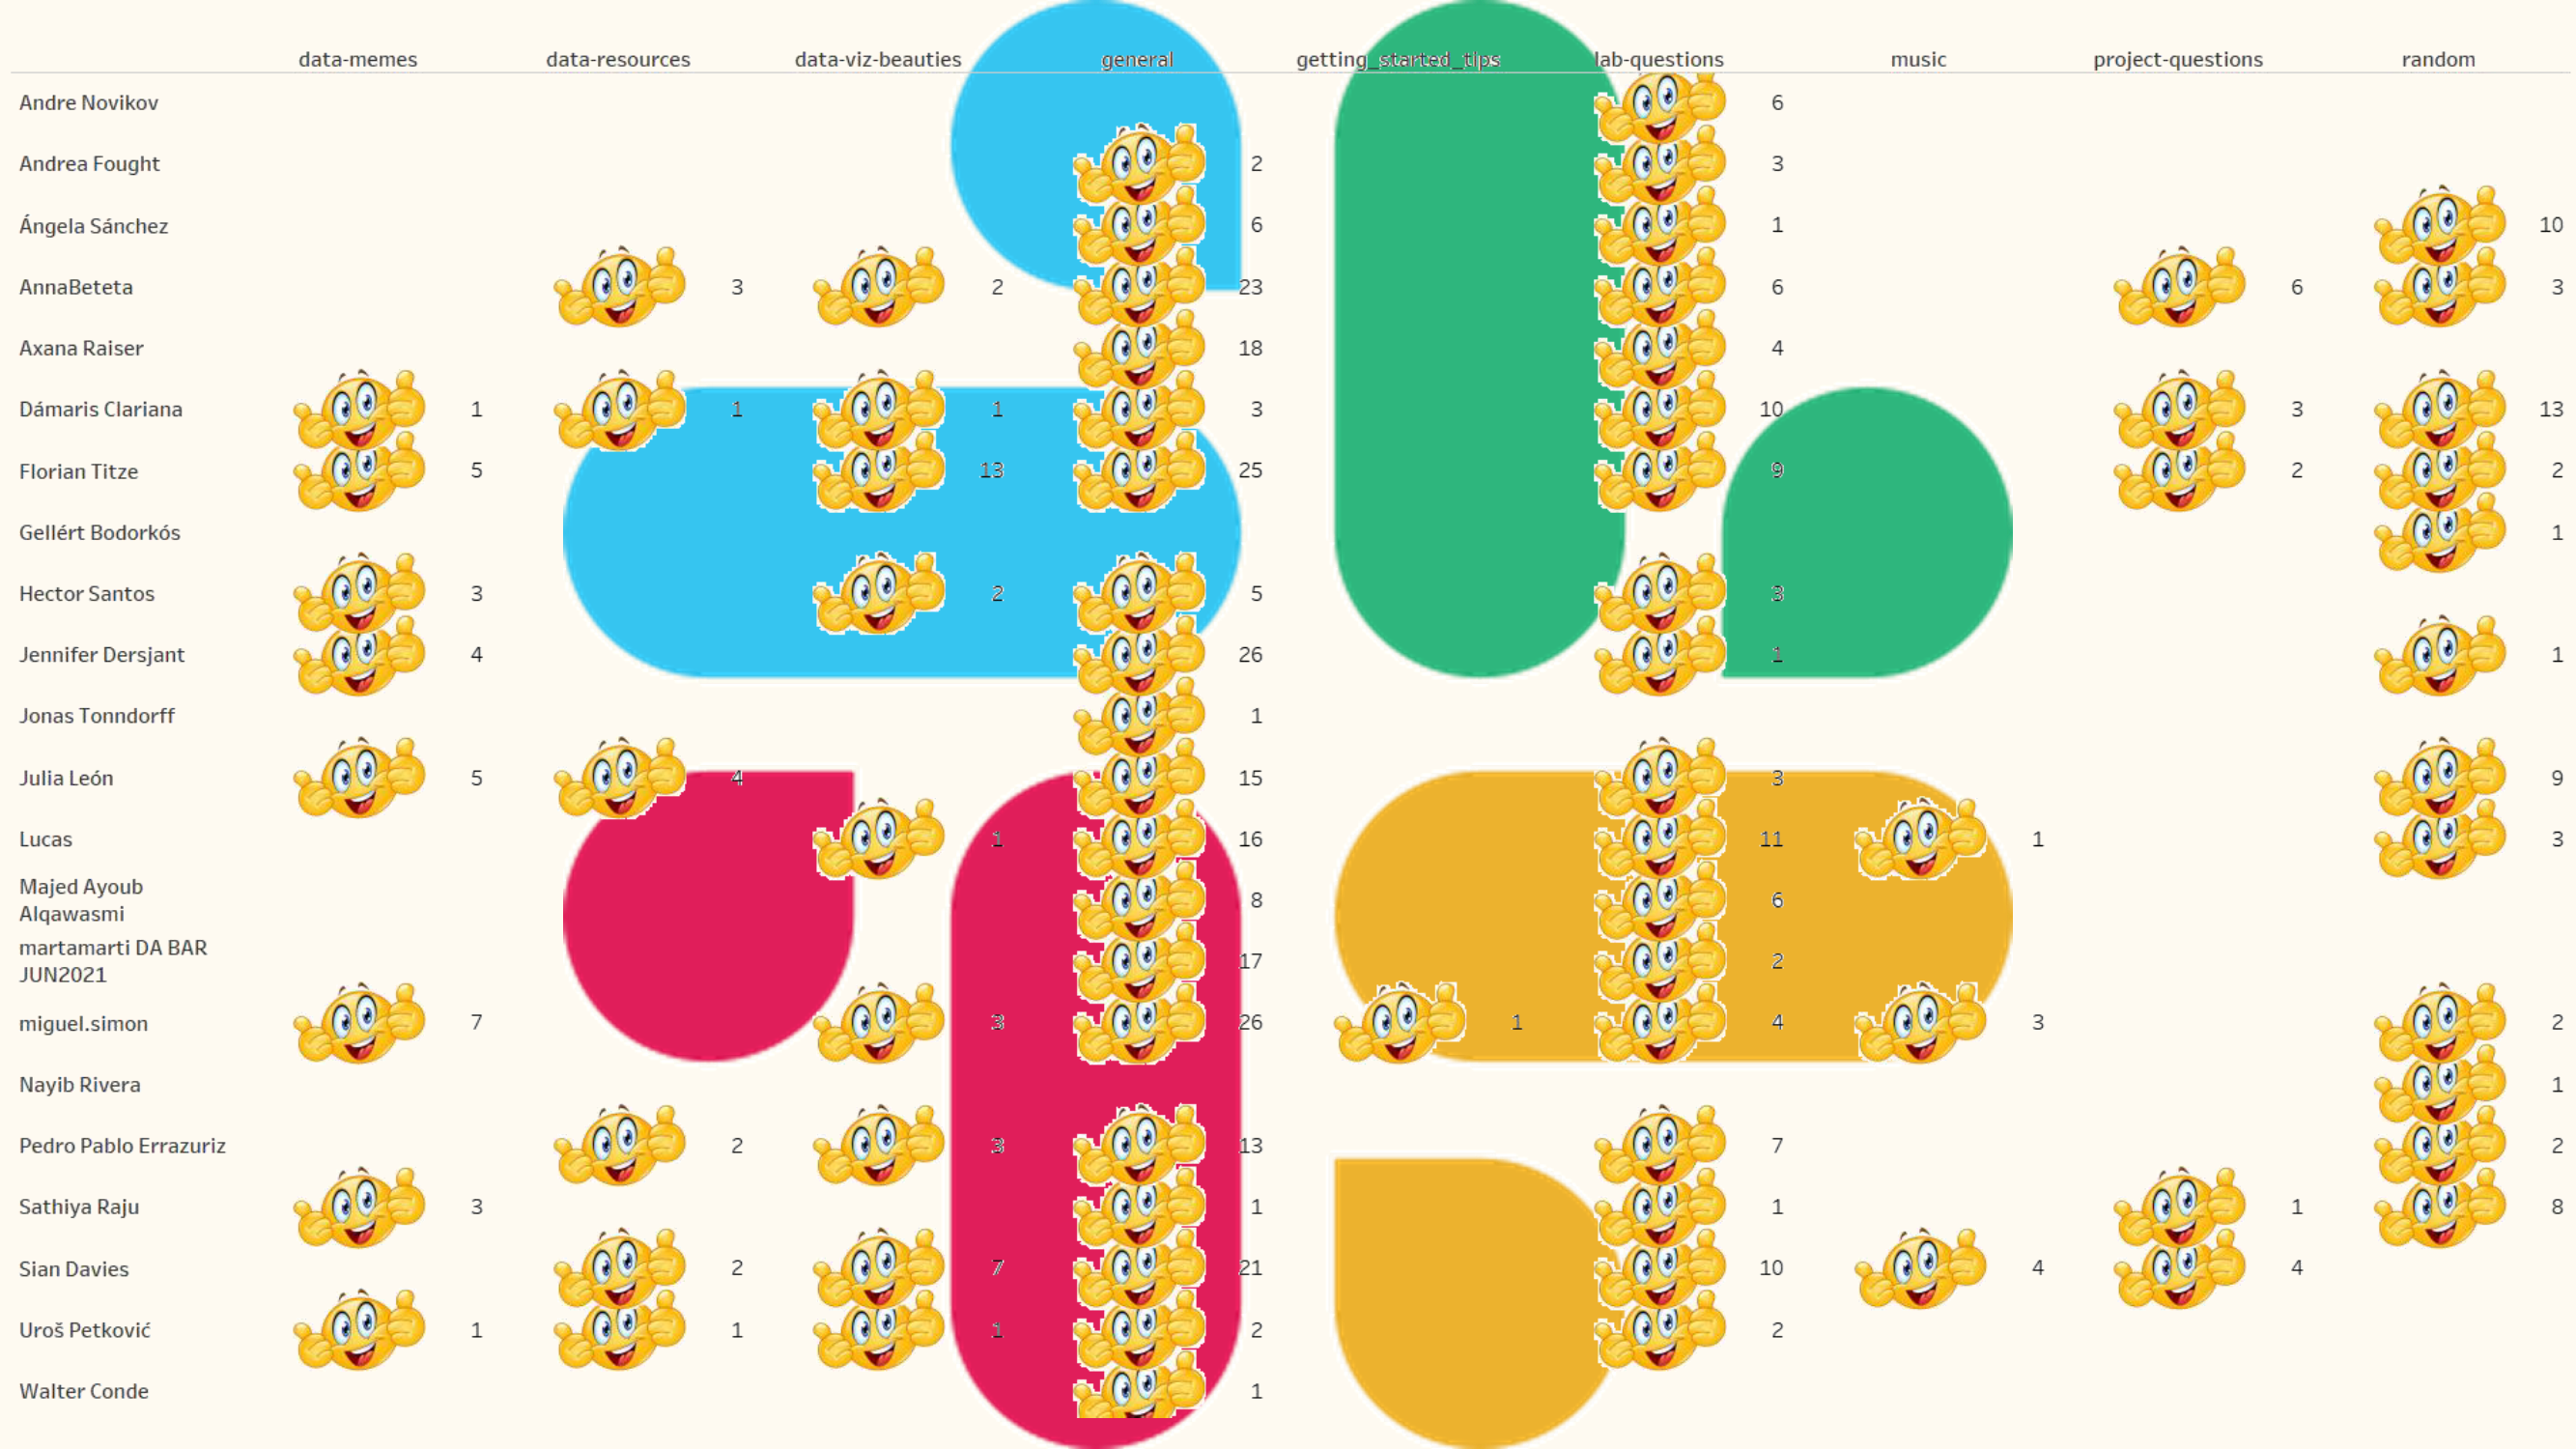 data-memes data-resources data-viz-beauties general getting_started_tips lab-questions music project-questions random
Andre Novikov 6
Andrea Fought 2 3
Ángela Sánchez 6 1 10
AnnaBeteta 3 2 23 6 6 3
Axana Raiser 18 4
Dámaris Clariana 1 1 1 3 10 3 13
Florian Titze 5 13 25 9 2 2
Gellért Bodorkós 1
Hector Santos 3 2 5 3
Jennifer Dersjant 4 26 1 1
Jonas Tonndorff 1
Julia León 5 4 15 3 9
Lucas 1 16 11 1 3
Majed Ayoub
Alqawasmi 8 6
martamarti DA BAR
JUN2021 17 2
miguel.simon 7 3 26 1 4 3 2
Nayib Rivera 1
Pedro Pablo Errazuriz 2 3 13 7 2
Sathiya Raju 3 1 1 1 8
Sian Davies 2 7 21 10 4 4
Uroš Petković 1 1 1 2 2
Walter Conde 1